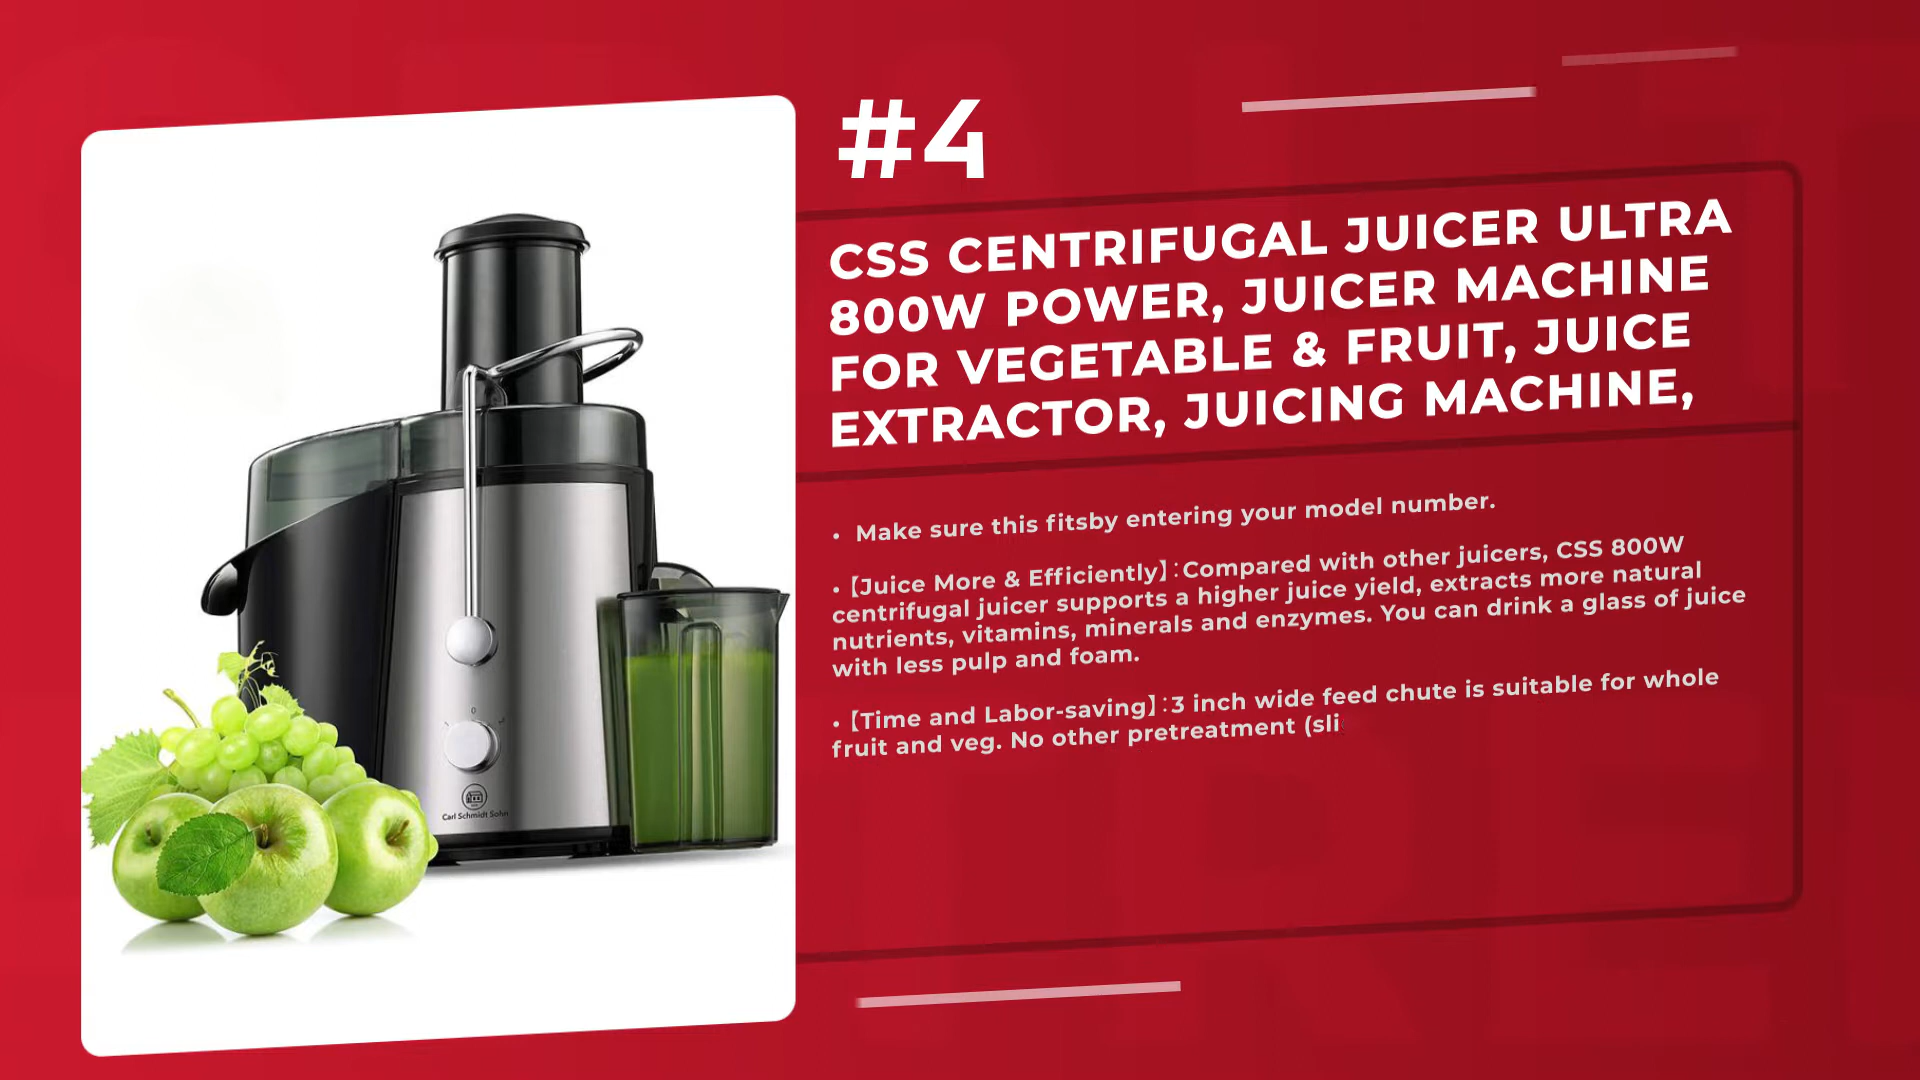 #4
CSS CENTRIFUGAL JUICER ULTRA
800W POWER, JUICER MACHINE
FOR VEGETABLE & FRUIT, JUICE
EXTRACTOR, JUICING MACHINE,
• Make sure this fitsby entering your model number.
•【Juice More & Efficiently】:Compared with other juicers, CSS 800W
centrifugal juicer supports a higher juice yield, extracts more natural
nutrients, vitamins, minerals and enzymes. You can drink a glass of juice
with less pulp and foam.
•【Time and Labor-saving】:3 inch wide feed chute is suitable for whole
fruit and veg. No other pretreatment (sli
0
Carl Schmidt Sohn